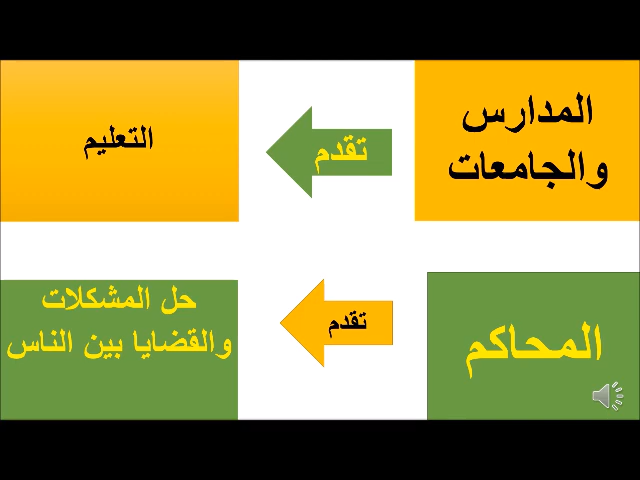 المدارس
والجامعات
تقدم
التعليم
المحاكم
تقدم
حل المشكلات
والقضايا بين الناس